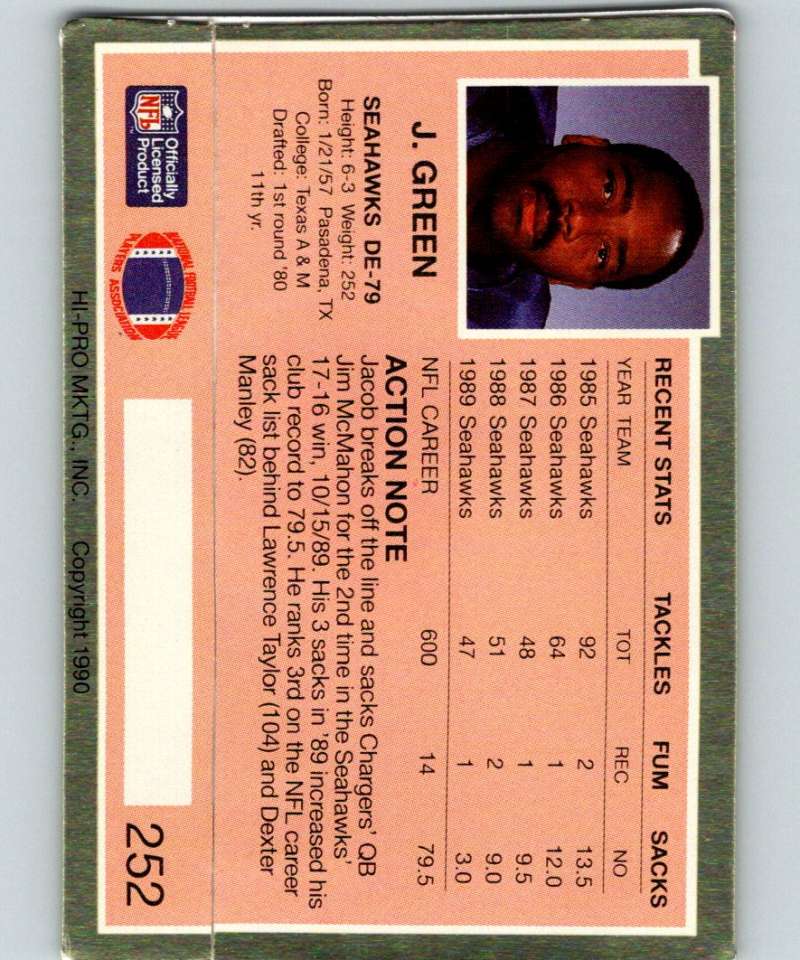 J. GREEN
SEAHAWKS DE-79
Height: 6-3 Weight: 252
Born: 1/21/57 Pasadena, TX
College: Texas A & M
Drafted: 1st round '80
11th yr.
NFL
Officially
Licensed
Product
NATIONAL FOOTBALL LEAGUE
PLAYERS ASSOCIATION
RECENT STATS TACKLES FUM SACKS
YEAR TEAM TOT REC NO
1985 Seahawks 92 2 13.5
1986 Seahawks 64 1 12.0
1987 Seahawks 48 1 9.5
1988 Seahawks 51 2 9.0
1989 Seahawks 47 1 3.0
NFL CAREER 600 14 79.5
ACTION NOTE
Jacob breaks off the line and sacks Chargers' QB
Jim McMahon for the 2nd time in the Seahawks'
17-16 win, 10/15/89. His 3 sacks in '89 increased his
club record to 79.5. He ranks 3rd on the NFL career
sack list behind Lawrence Taylor (104) and Dexter
Manley (82).
252
HI-PRO MKTG., INC. Copyright 1990